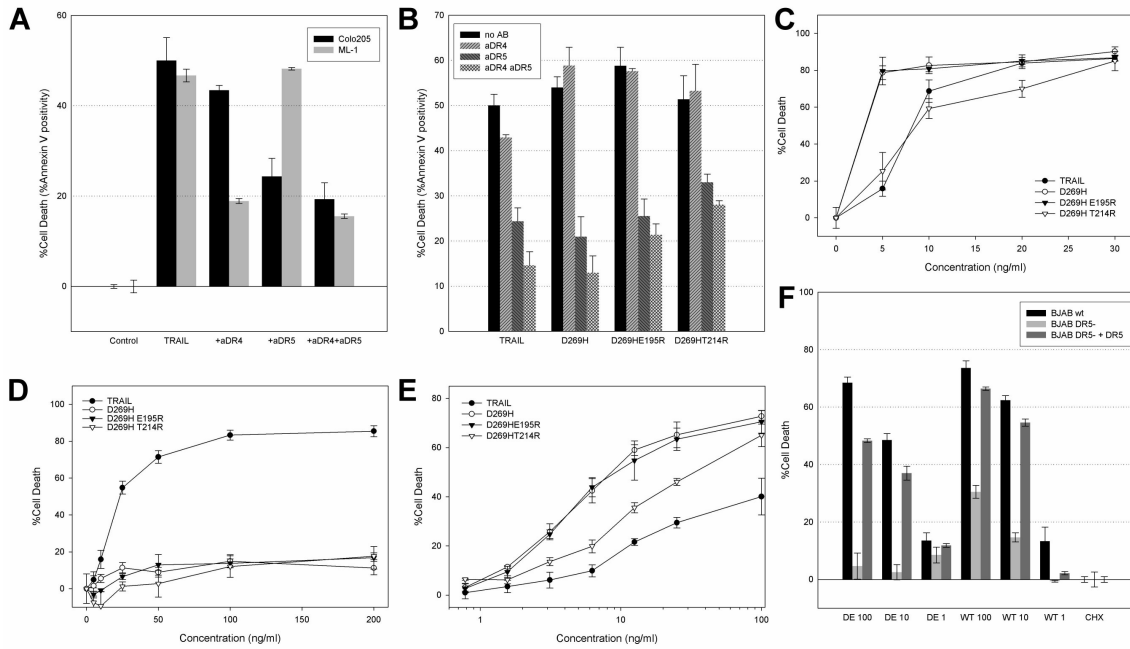 A
%Cell Death (%Annexin V positivity)
60
40
20
0
Colo205
ML-1
Control
TRAIL
+aDR4
+aDR5
+aDR4+aDR5
B
%Cell Death (%Annexin V positivity)
70
60
50
40
30
20
10
0
no AB
aDR4
aDR5
aDR4 aDR5
TRAIL
D269H
D269HE195R
D269HT214R
C
%Cell Death
100
80
60
40
20
0
TRAIL
D269H
D269H E195R
D269H T214R
0
5
10
15
20
25
30
Concentration (ng/ml)
D
%Cell Death
100
80
60
40
20
0
TRAIL
D269H
D269H E195R
D269H T214R
0
50
100
150
200
Concentration (ng/ml)
E
%Cell Death
80
60
40
20
0
TRAIL
D269H
D269HE195R
D269HT214R
1
10
100
Concentration (ng/ml)
F
%Cell Death
100
80
60
40
20
0
BJAB wt
BJAB DR5-
BJAB DR5- + DR5
DE 100
DE 10
DE 1
WT 100
WT 10
WT 1
CHX